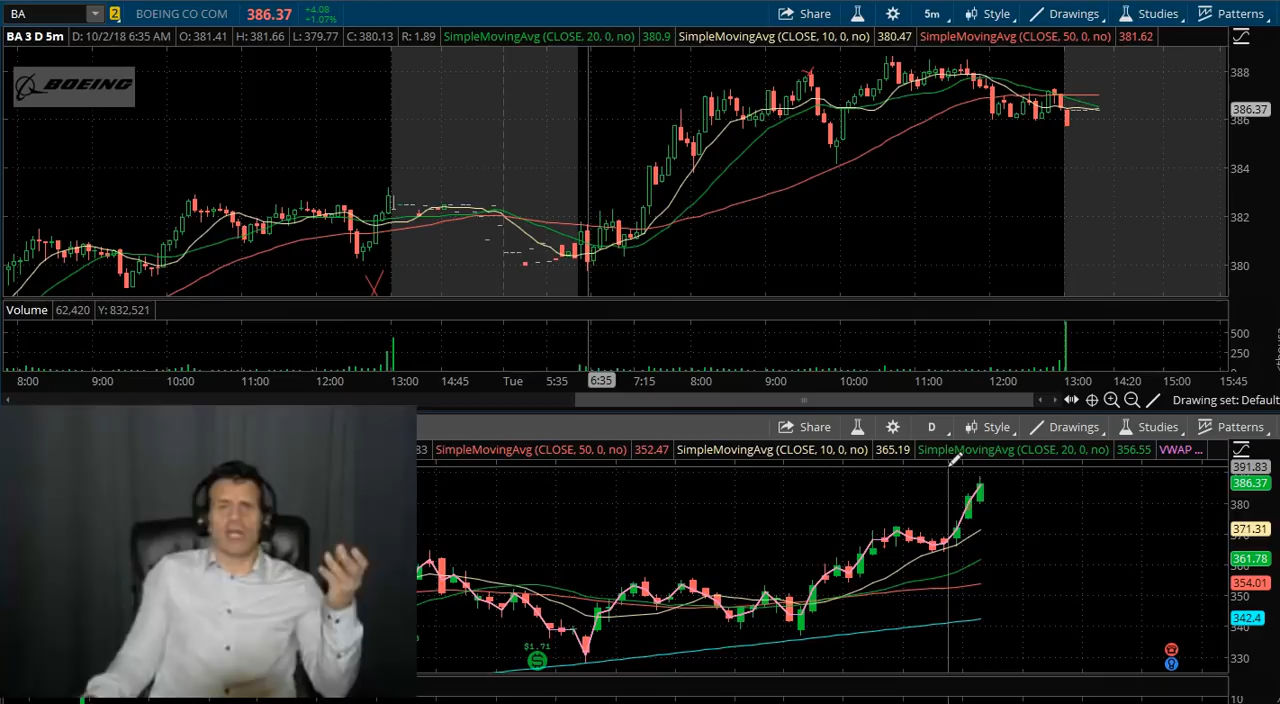 BA 2 BOEING CO COM 386.37 +4.08 +1.07% Share 5m Style Drawings Studies Patterns
BA 3 D 5m D: 10/2/18 6:35 AM O: 381.41 H: 381.66 L: 379.77 C: 380.13 R: 1.89 SimpleMovingAvg (CLOSE, 20, 0, no) 380.9 SimpleMovingAvg (CLOSE, 10, 0, no) 380.47 SimpleMovingAvg (CLOSE, 50, 0, no) 381.62
BOEING
388
386.37
386
384
382
380
Volume 62,420 Y: 832,521
500
250
8:00 9:00 10:00 11:00 12:00 13:00 14:45 Tue 5:35 6:35 7:15 8:00 9:00 10:00 11:00 12:00 13:00 14:20 15:00 15:45
Drawing set: Default
Share D Style Drawings Studies Patterns
83 SimpleMovingAvg (CLOSE, 50, 0, no) 352.47 SimpleMovingAvg (CLOSE, 10, 0, no) 365.19 SimpleMovingAvg (CLOSE, 20, 0, no) 356.55 VWAP ...
391.83
386.37
380
371.31
361.78
354.01
350
342.4
330
$1.71
S
10